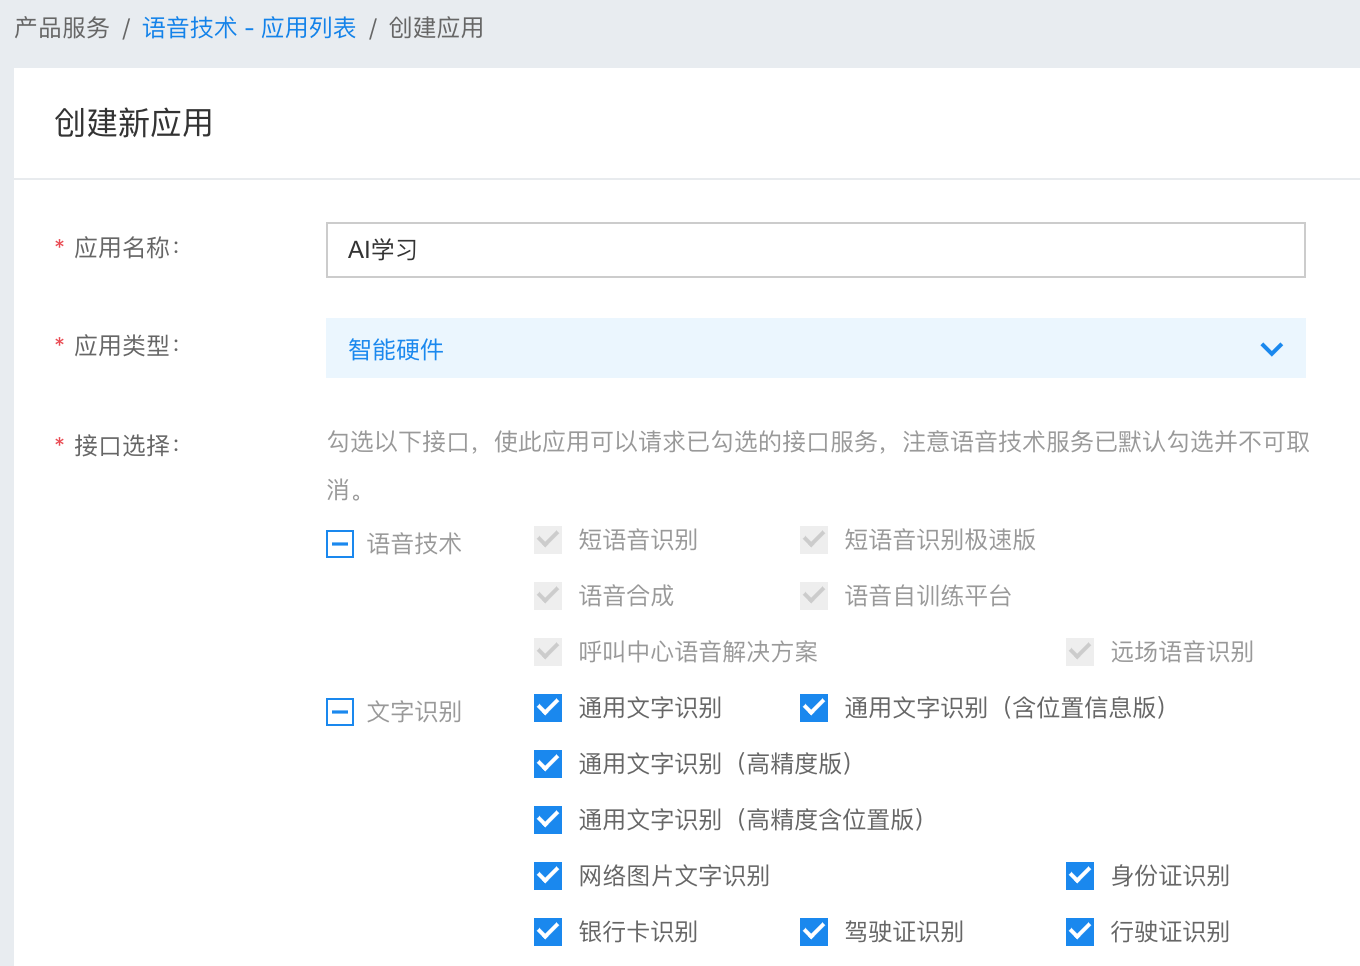 产品服务 / 语音技术 - 应用列表 / 创建应用
创建新应用
* 应用名称：
AI学习
* 应用类型：
智能硬件
* 接口选择：
勾选以下接口，使此应用可以请求已勾选的接口服务，注意语音技术服务已默认勾选并不可取
消。
语音技术 短语音识别 短语音识别极速版
语音合成 语音自训练平台
呼叫中心语音解决方案 远场语音识别
文字识别 通用文字识别 通用文字识别（含位置信息版）
通用文字识别（高精度版）
通用文字识别（高精度含位置版）
网络图片文字识别 身份证识别
银行卡识别 驾驶证识别 行驶证识别